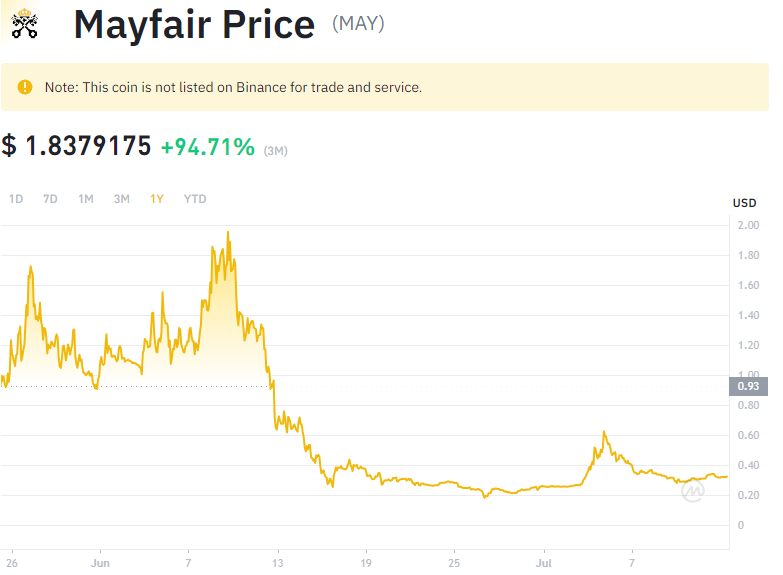 Mayfair Price (MAY)
Note: This coin is not listed on Binance for trade and service.
$ 1.8379175 +94.71% (3M)
1D 7D 1M 3M 1Y YTD
USD
2.00
1.80
1.60
1.40
1.20
1.00
0.93
0.80
0.60
0.40
0.20
0
26 Jun 7 13 19 25 Jul 7